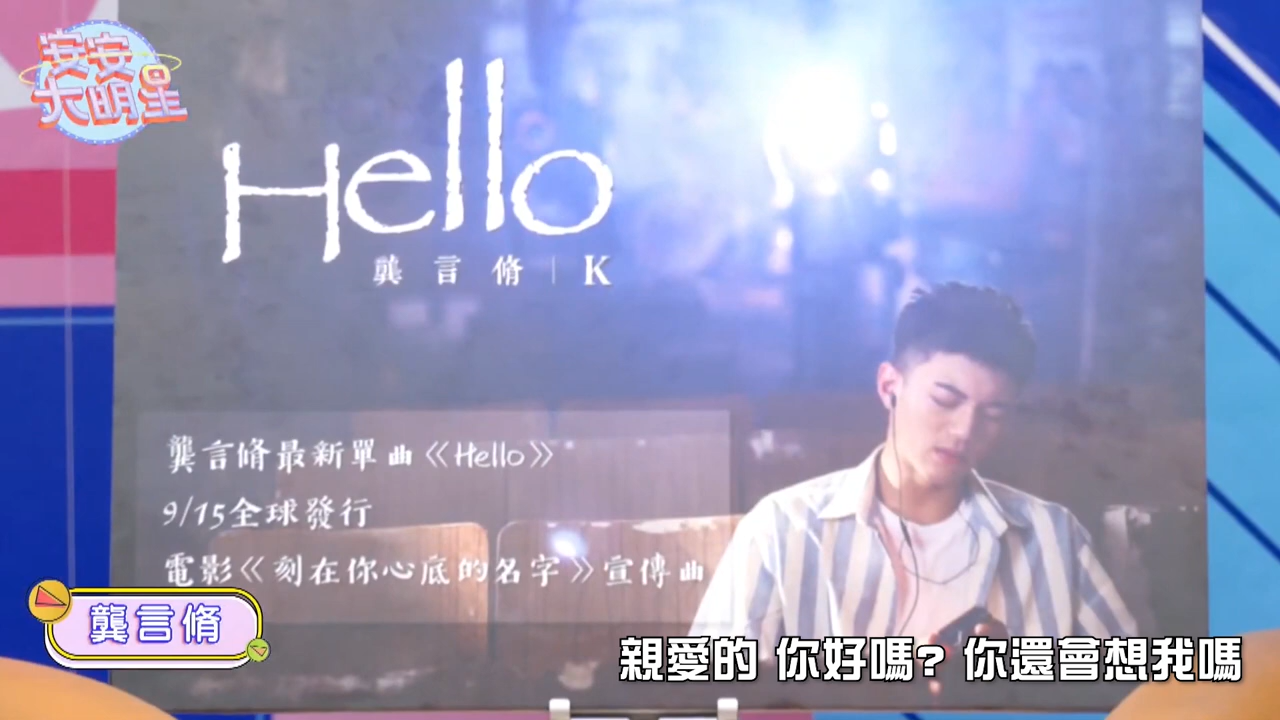 安安
大明星
Hello
龔言脩 | K
龔言脩最新單曲《Hello》
9/15全球發行
電影《刻在你心底的名字》宣傳曲
龔言脩
親愛的 你好嗎? 你還會想我嗎